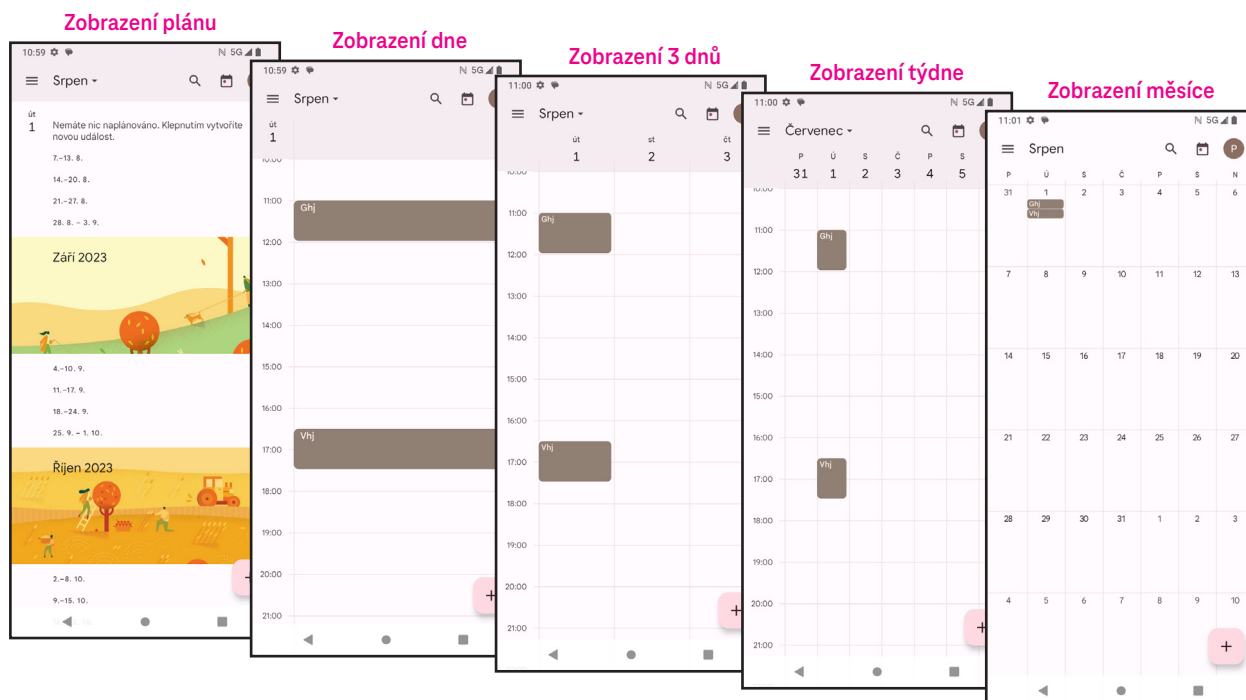 Zobrazení plánu
10:59
5G
Srpen
út
1
Nemáte nic naplánováno. Klepnutím vytvoříte
novou událost.
7.–13. 8.
14.–20. 8.
21.–27. 8.
28. 8. – 3. 9.
Září 2023
4.–10. 9.
11.–17. 9.
18.–24. 9.
25. 9. – 1. 10.
Říjen 2023
2.–8. 10.
9.–15. 10.
Zobrazení dne
10:59
5G
Srpen
út
1
10:00
11:00
Ghj
12:00
13:00
14:00
15:00
16:00
Vhj
17:00
18:00
19:00
20:00
+
21:00
Zobrazení 3 dnů
11:00
5G
Srpen
út st čt
1 2 3
10:00
11:00
Ghj
12:00
13:00
14:00
15:00
16:00
Vhj
17:00
18:00
19:00
20:00
+
21:00
Zobrazení týdne
11:00
5G
Červenec
P Ú S Č P S
31 1 2 3 4 5
10:00
11:00
Ghj
12:00
13:00
14:00
15:00
16:00
Vhj
17:00
18:00
19:00
20:00
+
21:00
Zobrazení měsíce
11:01
5G
Srpen
P
P Ú S Č P S N
31 1 2 3 4 5 6
Ghj
Vhj
7 8 9 10 11 12 13
14 15 16 17 18 19 20
21 22 23 24 25 26 27
28 29 30 31 1 2 3
4 5 6 7 8 9 10
+